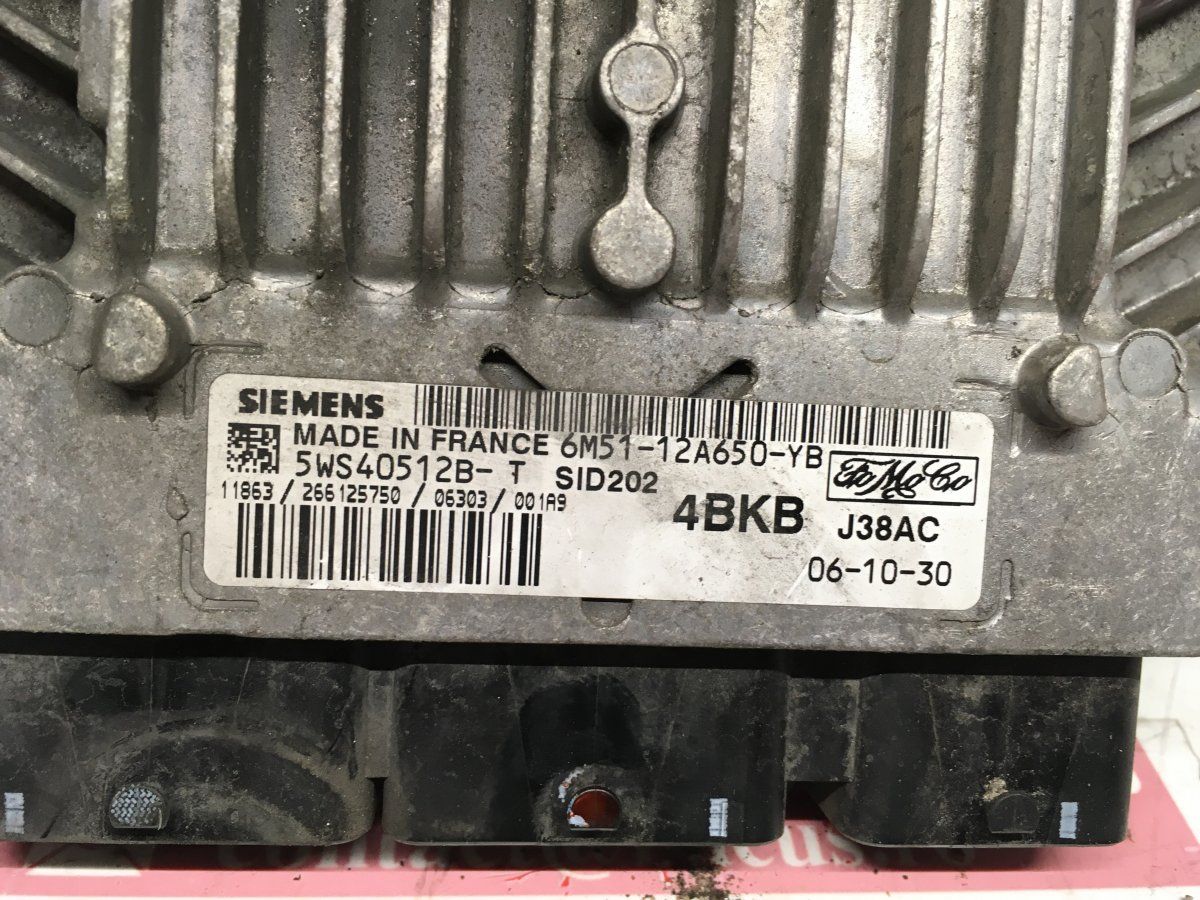 SIEMENS
MADE IN FRANCE 6M51-12A650-YB
5WS40512B- T SID202
FoMoCo
11863 / 266125750 / 06303 / 001A9
4BKB J38AC
06-10-30